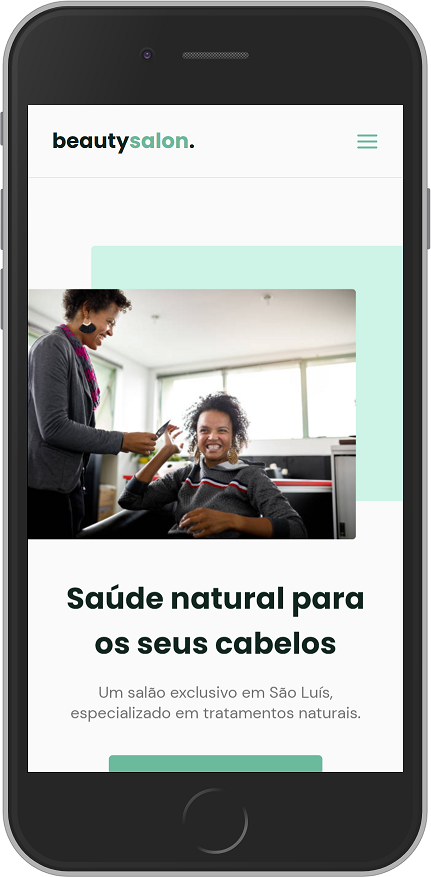 beautysalon.
Saúde natural para
os seus cabelos
Um salão exclusivo em São Luís,
especializado em tratamentos naturais.